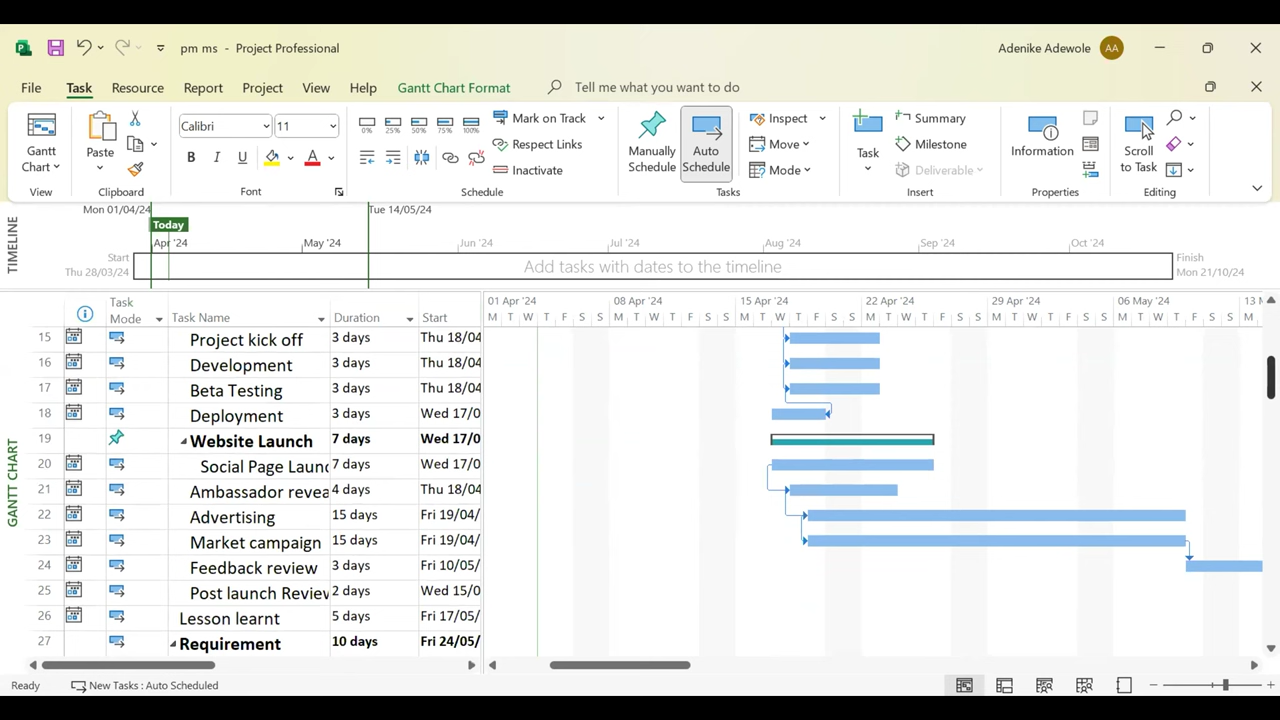 pm ms - Project Professional
Adenike Adewole AA
File Task Resource Report Project View Help Gantt Chart Format Tell me what you want to do
Gantt Chart
View
Paste
Clipboard
Calibri 11
B I U A
Font
0% 25% 50% 75% 100%
Mark on Track
Respect Links
Inactivate
Schedule
Manually Schedule
Auto Schedule
Inspect
Move
Mode
Tasks
Task
Summary
Milestone
Deliverable
Insert
Information
Properties
Scroll to Task
Editing
TIMELINE
Mon 01/04/24 Tue 14/05/24
Today
Apr '24 May '24 Jun '24 Jul '24 Aug '24 Sep '24 Oct '24
Start
Thu 28/03/24
Add tasks with dates to the timeline
Finish
Mon 21/10/24
GANTT CHART
Task Mode Task Name Duration Start
01 Apr '24 08 Apr '24 15 Apr '24 22 Apr '24 29 Apr '24 06 May '24 13 M
M T W T F S S M T W T F S S M T W T F S S M T W T F S S M T W T F S S M T W T F S S M
15 Project kick off 3 days Thu 18/04
16 Development 3 days Thu 18/04
17 Beta Testing 3 days Thu 18/04
18 Deployment 3 days Wed 17/0
19 Website Launch 7 days Wed 17/0
20 Social Page Laun 7 days Wed 17/0
21 Ambassador revea 4 days Thu 18/04
22 Advertising 15 days Fri 19/04/
23 Market campaign 15 days Fri 19/04/
24 Feedback review 3 days Fri 10/05/
25 Post launch Review 2 days Wed 15/0
26 Lesson learnt 5 days Fri 17/05/
27 Requirement 10 days Fri 24/05/
Ready New Tasks : Auto Scheduled